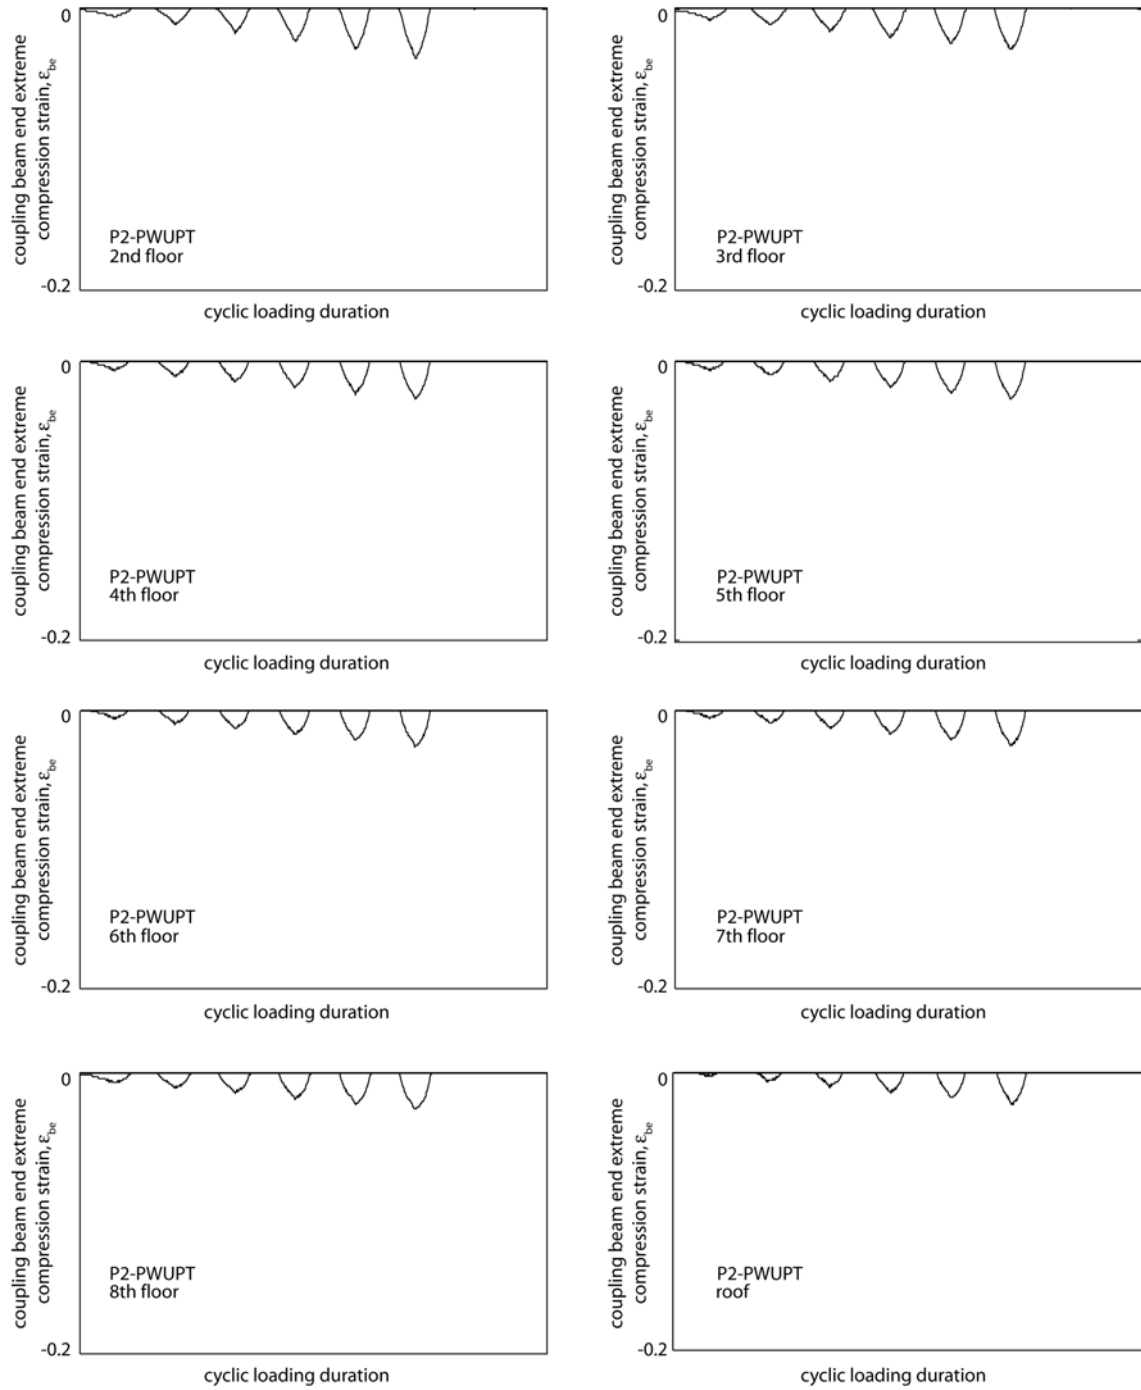 0
coupling beam end extreme
compression strain, εbe
P2-PWUPT
2nd floor
-0.2
cyclic loading duration
0
coupling beam end extreme
compression strain, εbe
P2-PWUPT
3rd floor
-0.2
cyclic loading duration
0
coupling beam end extreme
compression strain, εbe
P2-PWUPT
4th floor
-0.2
cyclic loading duration
0
coupling beam end extreme
compression strain, εbe
P2-PWUPT
5th floor
-0.2
cyclic loading duration
0
coupling beam end extreme
compression strain, εbe
P2-PWUPT
6th floor
-0.2
cyclic loading duration
0
coupling beam end extreme
compression strain, εbe
P2-PWUPT
7th floor
-0.2
cyclic loading duration
0
coupling beam end extreme
compression strain, εbe
P2-PWUPT
8th floor
-0.2
cyclic loading duration
0
coupling beam end extreme
compression strain, εbe
P2-PWUPT
roof
-0.2
cyclic loading duration